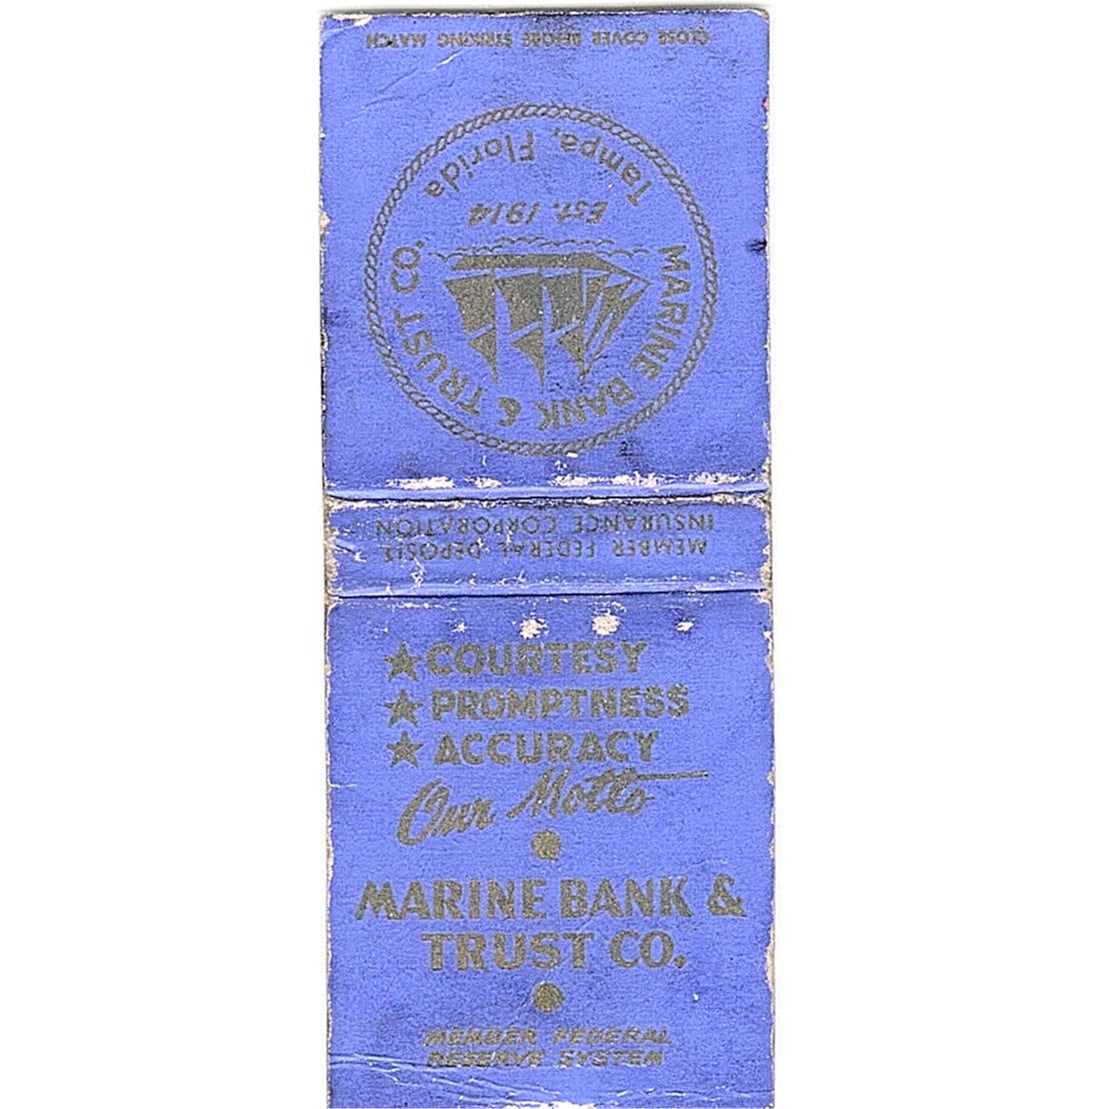 CLOSE COVER BEFORE STRIKING MATCH
MARINE BANK & TRUST CO.
Est. 1914
Tampa, Florida
MEMBER FEDERAL DEPOSIT
INSURANCE CORPORATION
★ COURTESY
★ PROMPTNESS
★ ACCURACY
Our Motto
MARINE BANK &
TRUST CO.
MEMBER FEDERAL
RESERVE SYSTEM